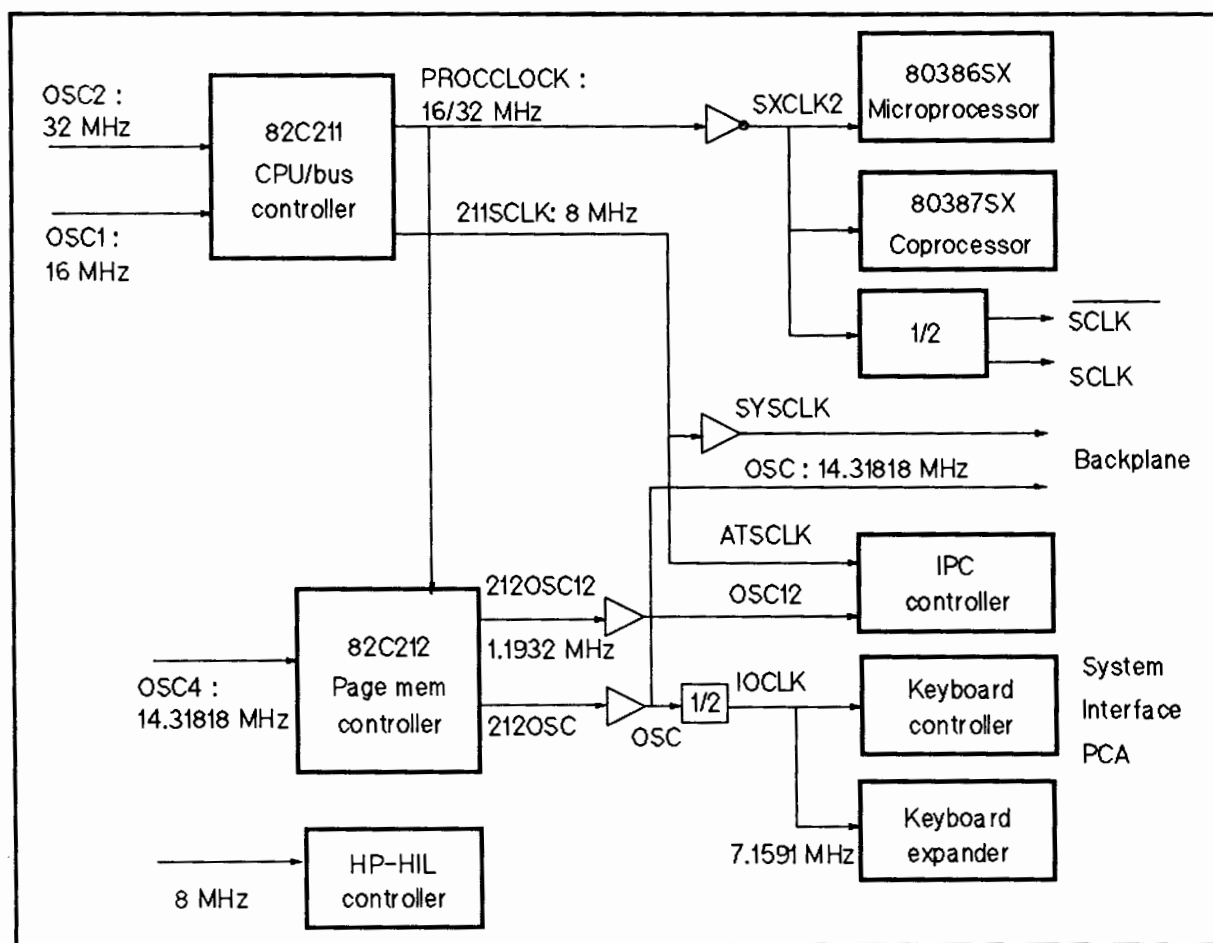 OSC2 :
32 MHz
OSC1 :
16 MHz
82C211
CPU/bus
controller
PROCCLOCK :
16/32 MHz
211SCLK: 8 MHz
SXCLK2
80386SX
Microprocessor
80387SX
Coprocessor
1/2
SCLK
SCLK
SYSCLK
OSC : 14.31818 MHz
Backplane
ATSCLK
OSC12
IPC
controller
OSC4 :
14.31818 MHz
82C212
Page mem
controller
212OSC12
1.1932 MHz
212OSC
OSC
1/2
IOCLK
Keyboard
controller
System
Interface
PCA
7.1591 MHz
Keyboard
expander
8 MHz
HP-HIL
controller